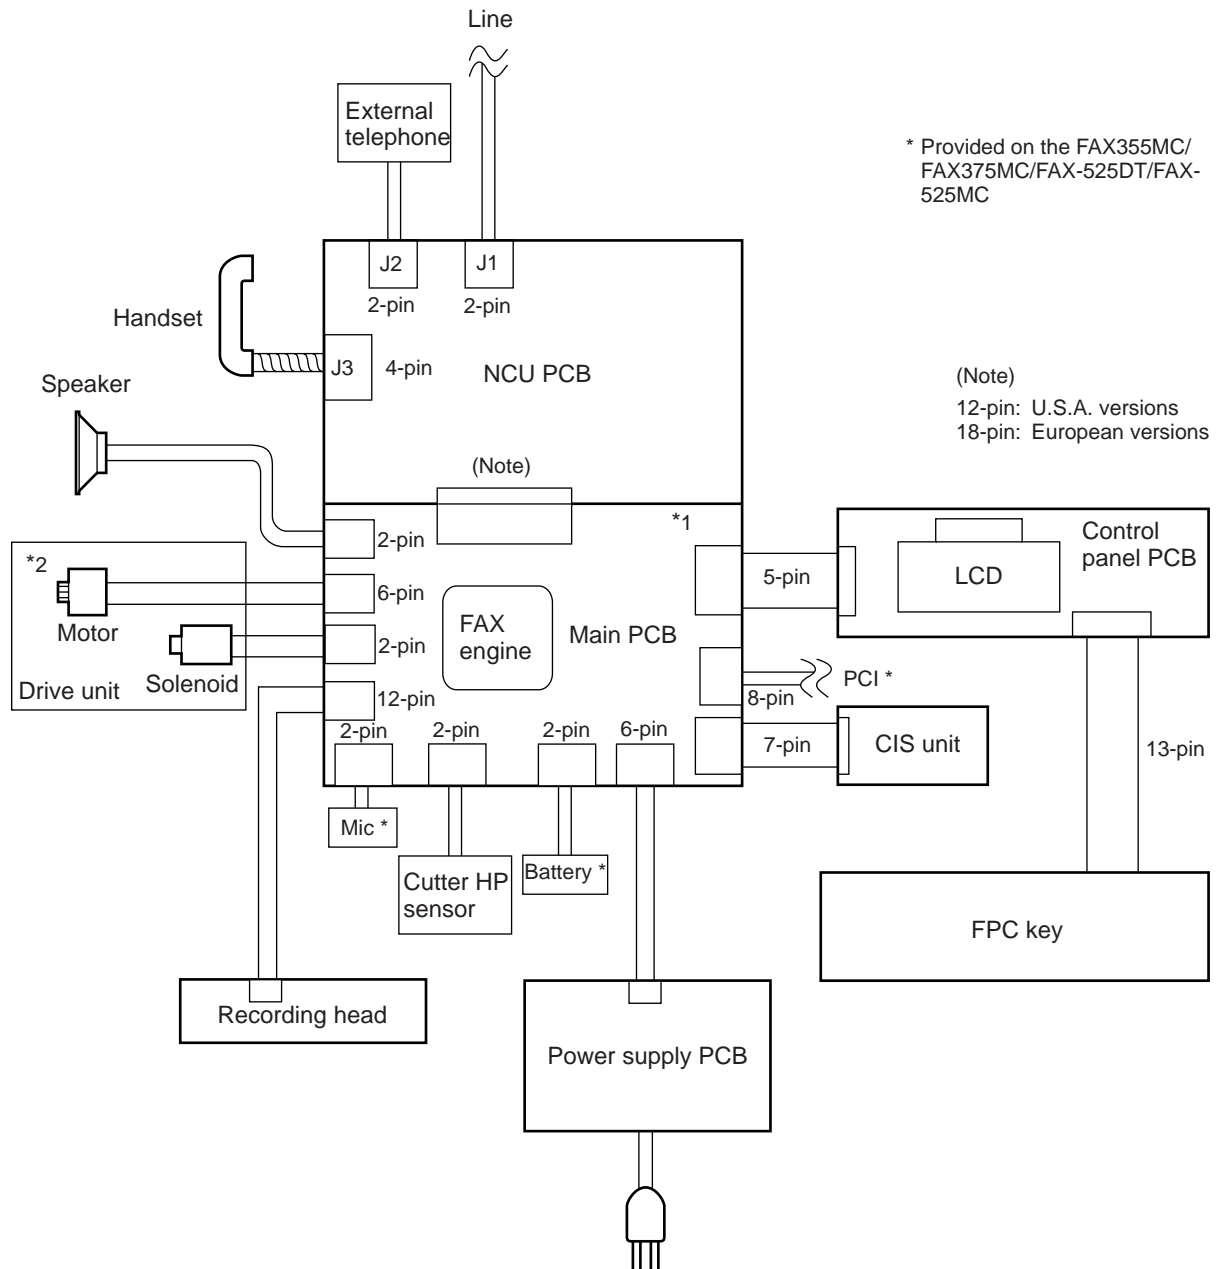 Line
External
telephone
* Provided on the FAX355MC/
FAX375MC/FAX-525DT/FAX-
525MC
J2
J1
2-pin
2-pin
Handset
J3
4-pin
NCU PCB
Speaker
(Note)
12-pin: U.S.A. versions
18-pin: European versions
(Note)
*1
2-pin
Control
panel PCB
*2
6-pin
5-pin
LCD
Motor
FAX
engine
Main PCB
2-pin
Solenoid
Drive unit
PCI *
8-pin
12-pin
2-pin
2-pin
2-pin
6-pin
7-pin
CIS unit
13-pin
Mic *
Cutter HP
sensor
Battery *
FPC key
Recording head
Power supply PCB